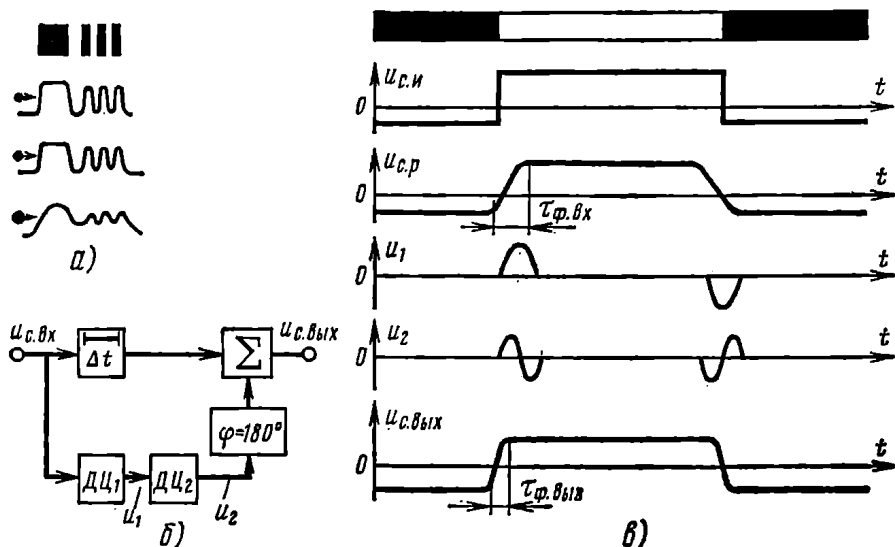 а)
u с.вх
Δt
Σ
u с.вых
φ=180°
ДЦ₁
ДЦ₂
u₁
u₂
б)
u с.и
0
t
u с.р
0
t
τ ф.вх
u₁
0
t
u₂
0
t
u с.вых
0
t
τ ф.вых
в)